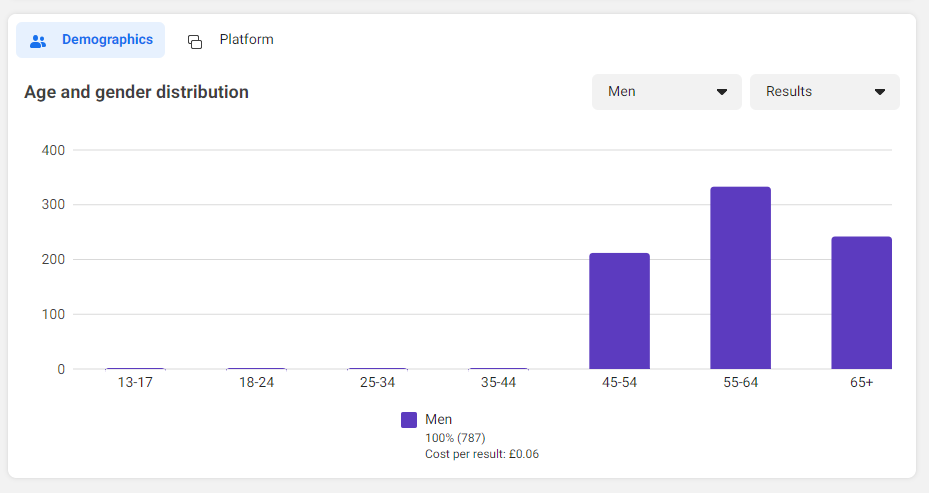 Demographics Platform
Age and gender distribution Men Results
400
300
200
100
0
13-17 18-24 25-34 35-44 45-54 55-64 65+
Men
100% (787)
Cost per result: £0.06